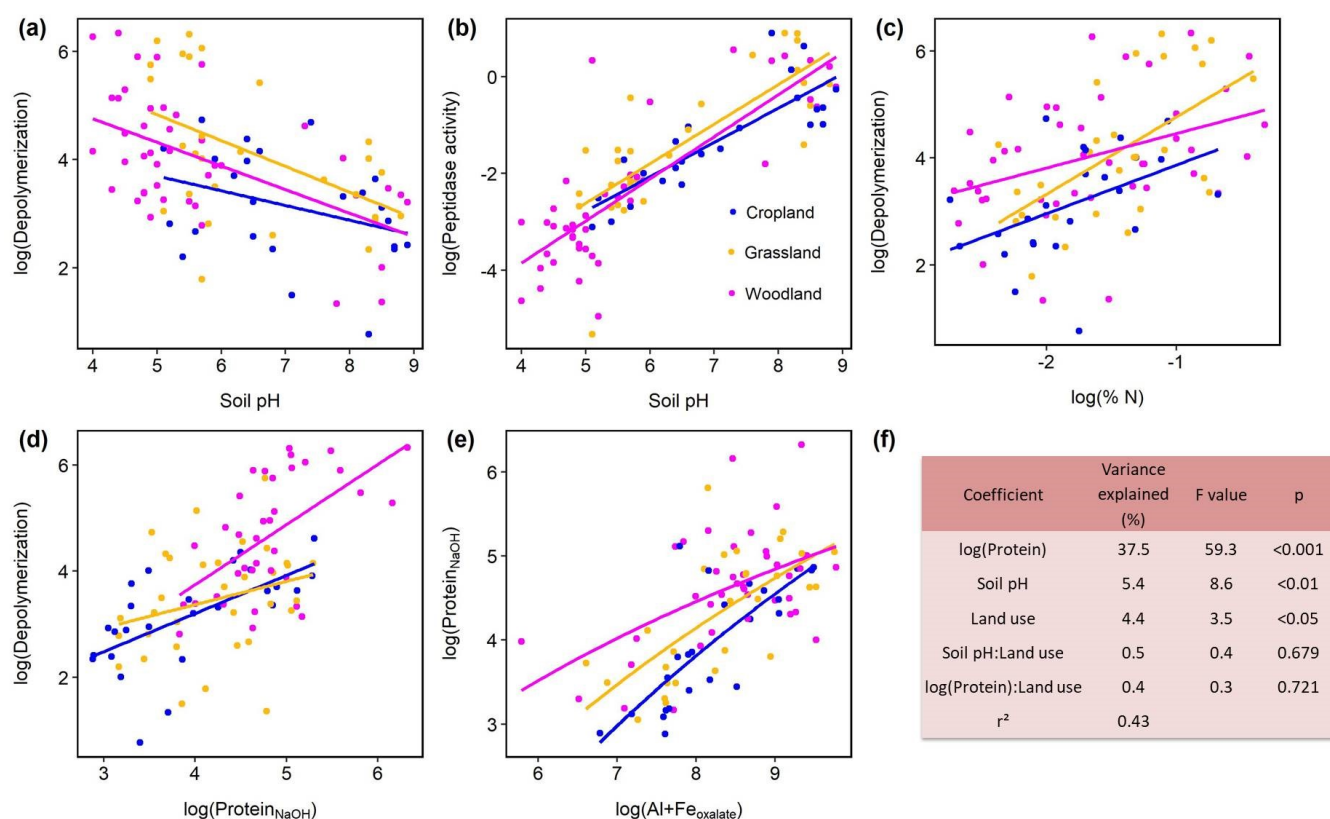 (a)
log(Depolymerization)
6
4
2
4 5 6 7 8 9
Soil pH
(b)
log(Peptidase activity)
0
-2
-4
Cropland
Grassland
Woodland
4 5 6 7 8 9
Soil pH
(c)
log(Depolymerization)
6
4
2
-2 -1
log(% N)
(d)
log(Depolymerization)
6
4
2
3 4 5 6
log(Protein_NaOH)
(e)
log(Protein_NaOH)
6
5
4
3
6 7 8 9
log(Al+Fe_oxalate)
(f)
Coefficient Variance explained (%) F value p
log(Protein) 37.5 59.3 <0.001
Soil pH 5.4 8.6 <0.01
Land use 4.4 3.5 <0.05
Soil pH:Land use 0.5 0.4 0.679
log(Protein):Land use 0.4 0.3 0.721
r² 0.43